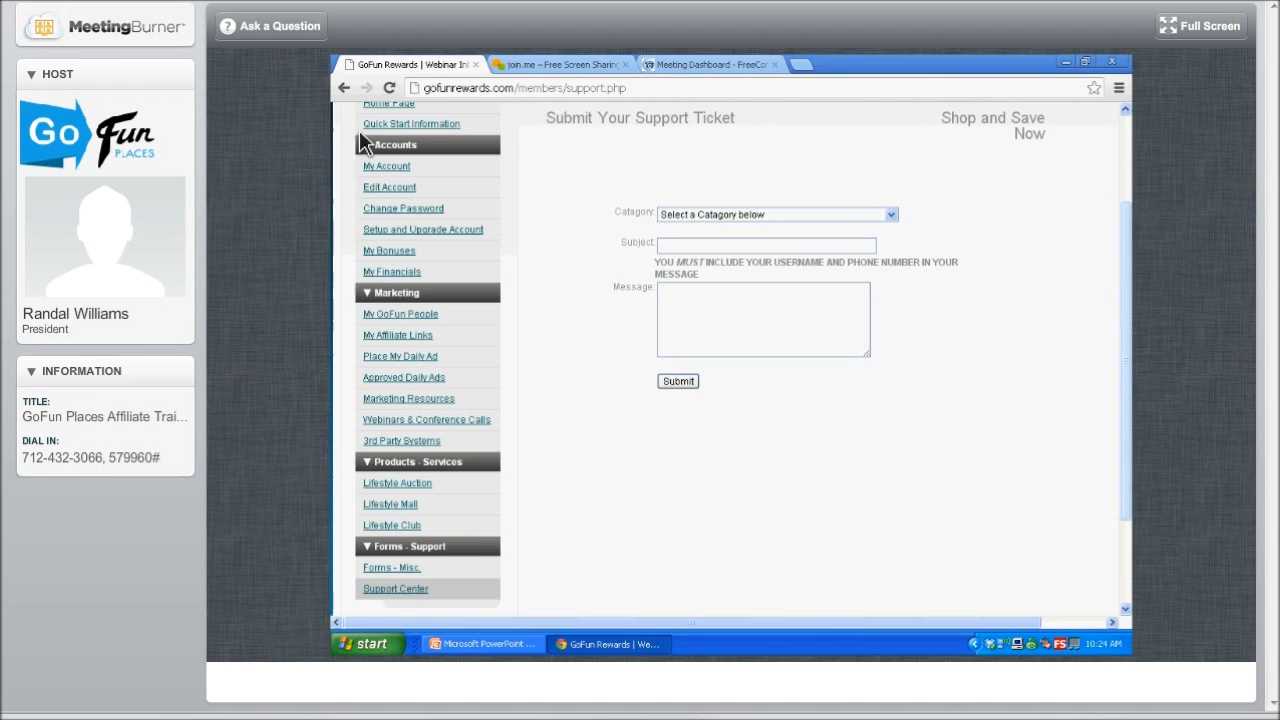 MeetingBurner
Ask a Question
Full Screen
HOST
Go Fun
PLACES
Randal Williams
President
INFORMATION
TITLE:
GoFun Places Affiliate Trai...
DIAL IN:
712-432-3066, 579960#
GoFun Rewards | Webinar In
join.me – Free Screen Sharing
Meeting Dashboard - FreeCo
gofunrewards.com/members/support.php
Home Page
Quick Start Information
Accounts
My Account
Edit Account
Change Password
Setup and Upgrade Account
My Bonuses
My Financials
Marketing
My GoFun People
My Affiliate Links
Place My Daily Ad
Approved Daily Ads
Marketing Resources
Webinars & Conference Calls
3rd Party Systems
Products - Services
Lifestyle Auction
Lifestyle Mall
Lifestyle Club
Forms - Support
Forms - Misc.
Support Center
Submit Your Support Ticket
Shop and Save
Now
Catagory: Select a Catagory below
Subject:
YOU MUST INCLUDE YOUR USERNAME AND PHONE NUMBER IN YOUR
MESSAGE
Message:
Submit
start
Microsoft PowerPoint ...
GoFun Rewards | We...
FS
10:24 AM